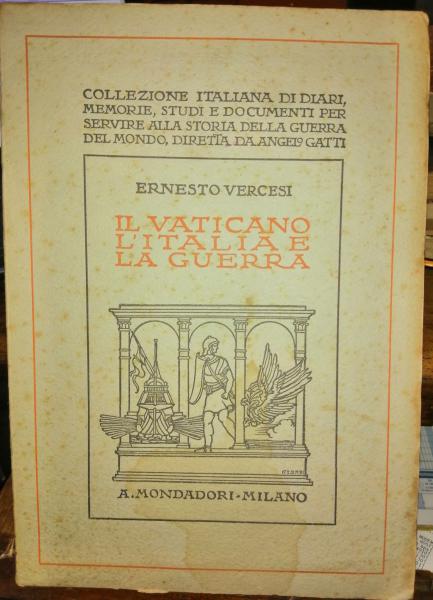 COLLEZIONE ITALIANA DI DIARI,
MEMORIE, STUDI E DOCUMENTI PER
SERVIRE ALLA STORIA DELLA GUERRA
DEL MONDO, DIRETTA DA ANGELO GATTI
ERNESTO VERCESI
IL VATICANO
L'ITALIA E
LA GUERRA
A. MONDADORI - MILANO